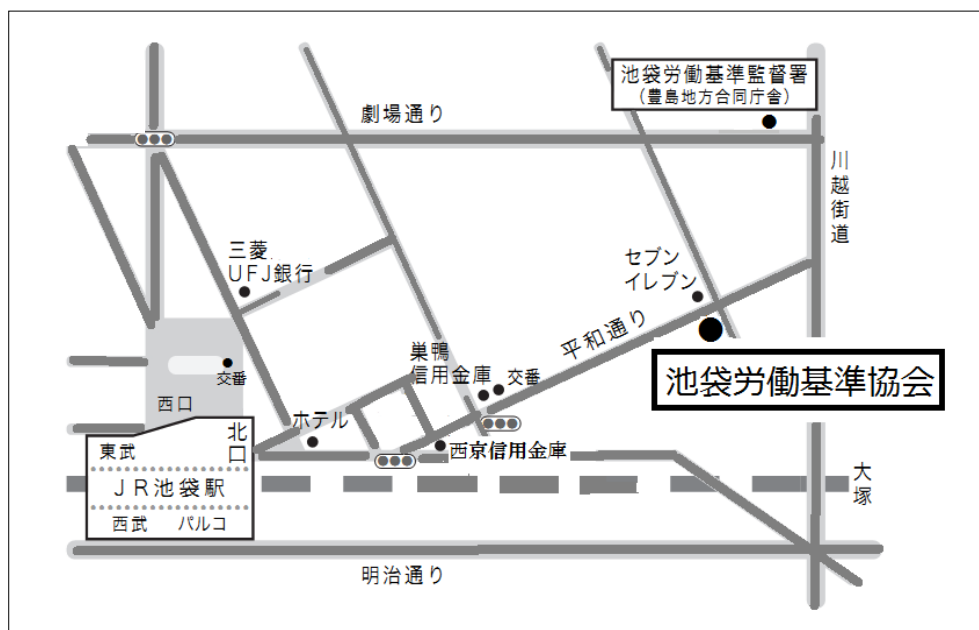 池袋労働基準監督署
（豊島地方合同庁舎）
劇場通り
川越街道
三菱
ＵＦＪ銀行
セブン
イレブン
平和通り
巣鴨
信用金庫
交番
交番
池袋労働基準協会
西口
北口
ホテル
西京信用金庫
東武
ＪＲ池袋駅
西武　パルコ
大塚
明治通り